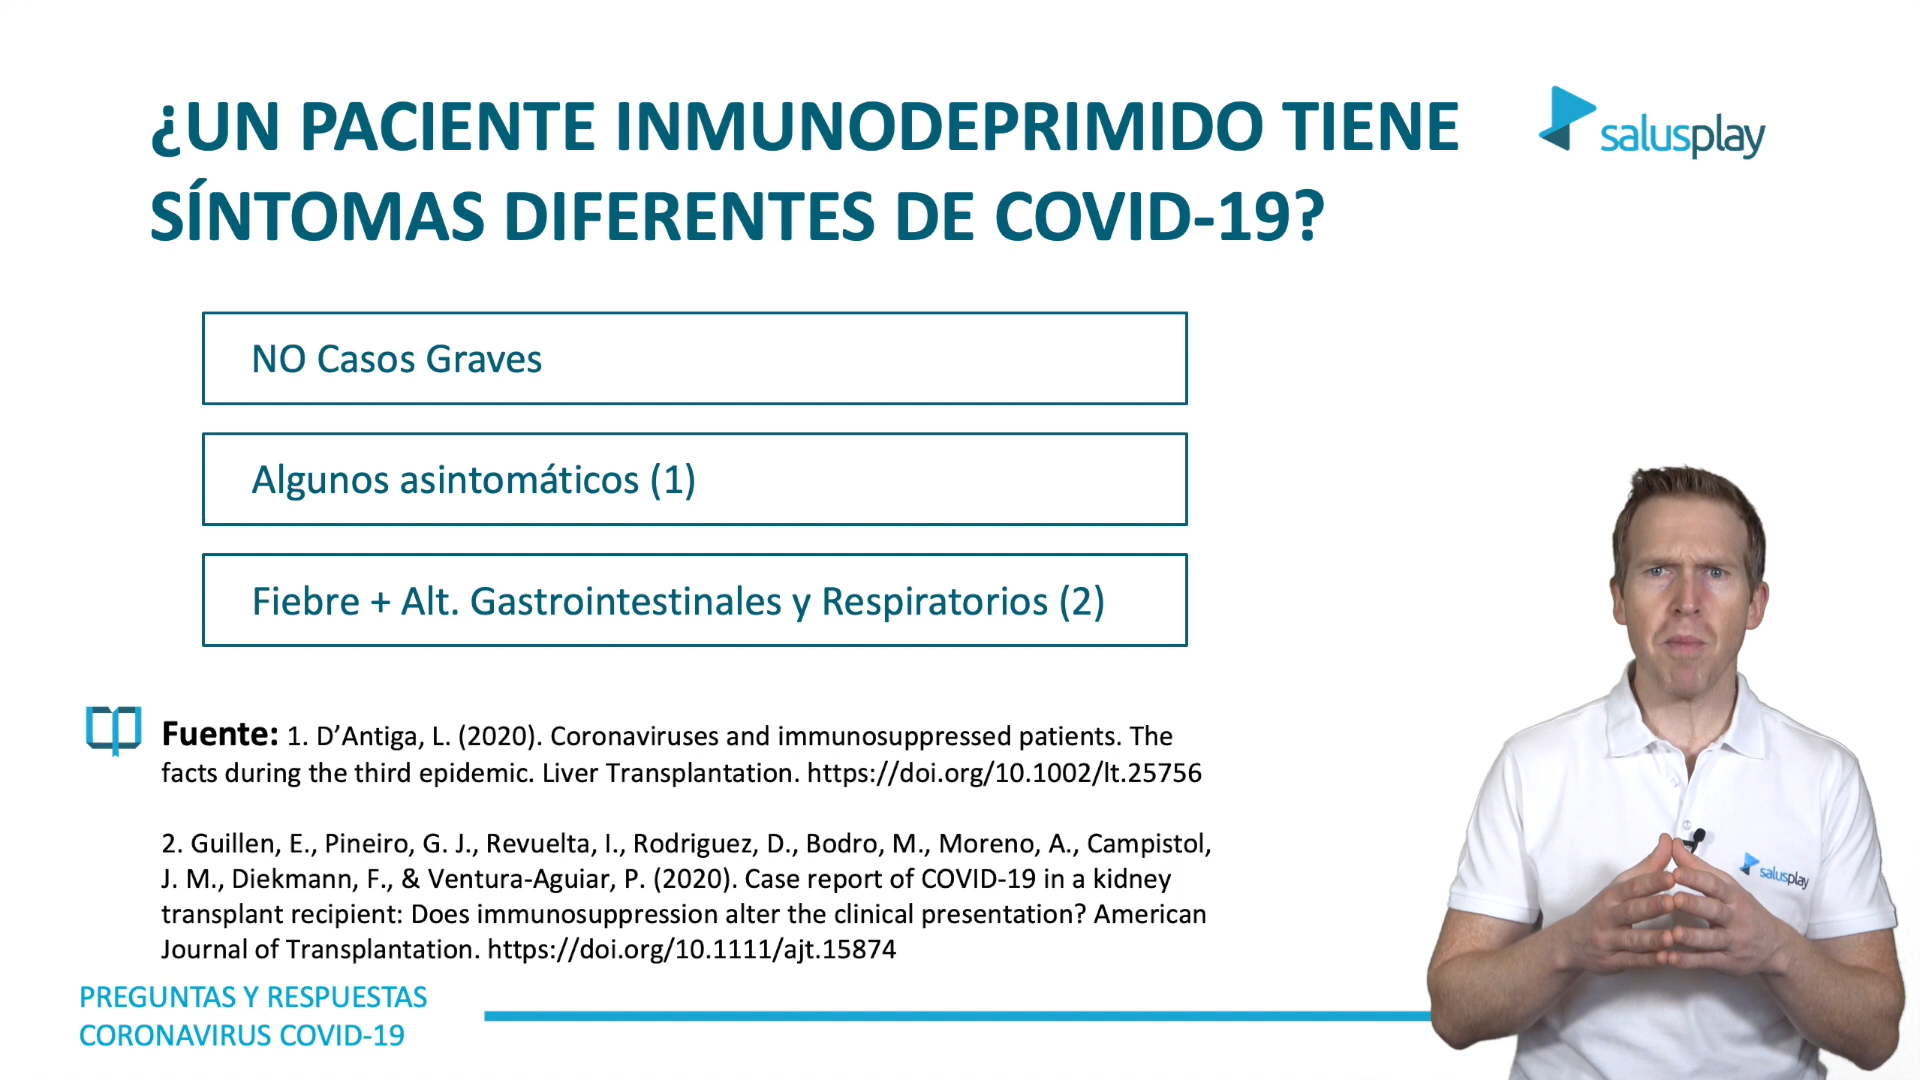 ¿UN PACIENTE INMUNODEPRIMIDO TIENE
SÍNTOMAS DIFERENTES DE COVID-19?
salusplay
NO Casos Graves
Algunos asintomáticos (1)
Fiebre + Alt. Gastrointestinales y Respiratorios (2)
Fuente: 1. D’Antiga, L. (2020). Coronaviruses and immunosuppressed patients. The
facts during the third epidemic. Liver Transplantation. https://doi.org/10.1002/lt.25756
2. Guillen, E., Pineiro, G. J., Revuelta, I., Rodriguez, D., Bodro, M., Moreno, A., Campistol,
J. M., Diekmann, F., & Ventura-Aguiar, P. (2020). Case report of COVID-19 in a kidney
transplant recipient: Does immunosuppression alter the clinical presentation? American
Journal of Transplantation. https://doi.org/10.1111/ajt.15874
salusplay
PREGUNTAS Y RESPUESTAS
CORONAVIRUS COVID-19